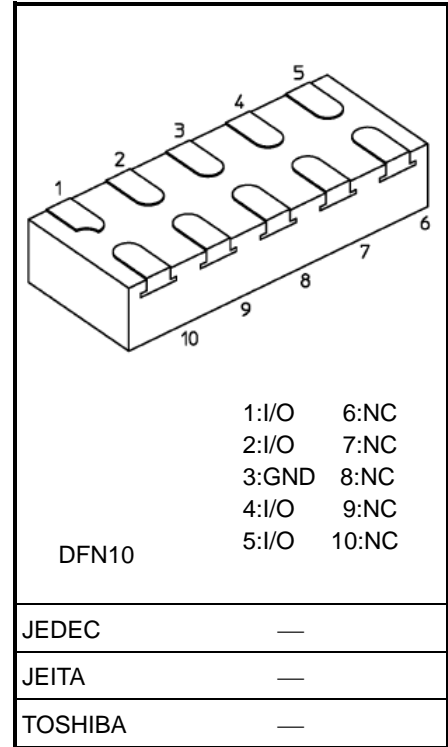 5
4
3
2
1
6
7
8
9
10
1:I/O 6:NC
2:I/O 7:NC
3:GND 8:NC
4:I/O 9:NC
5:I/O 10:NC
DFN10
JEDEC —
JEITA —
TOSHIBA —